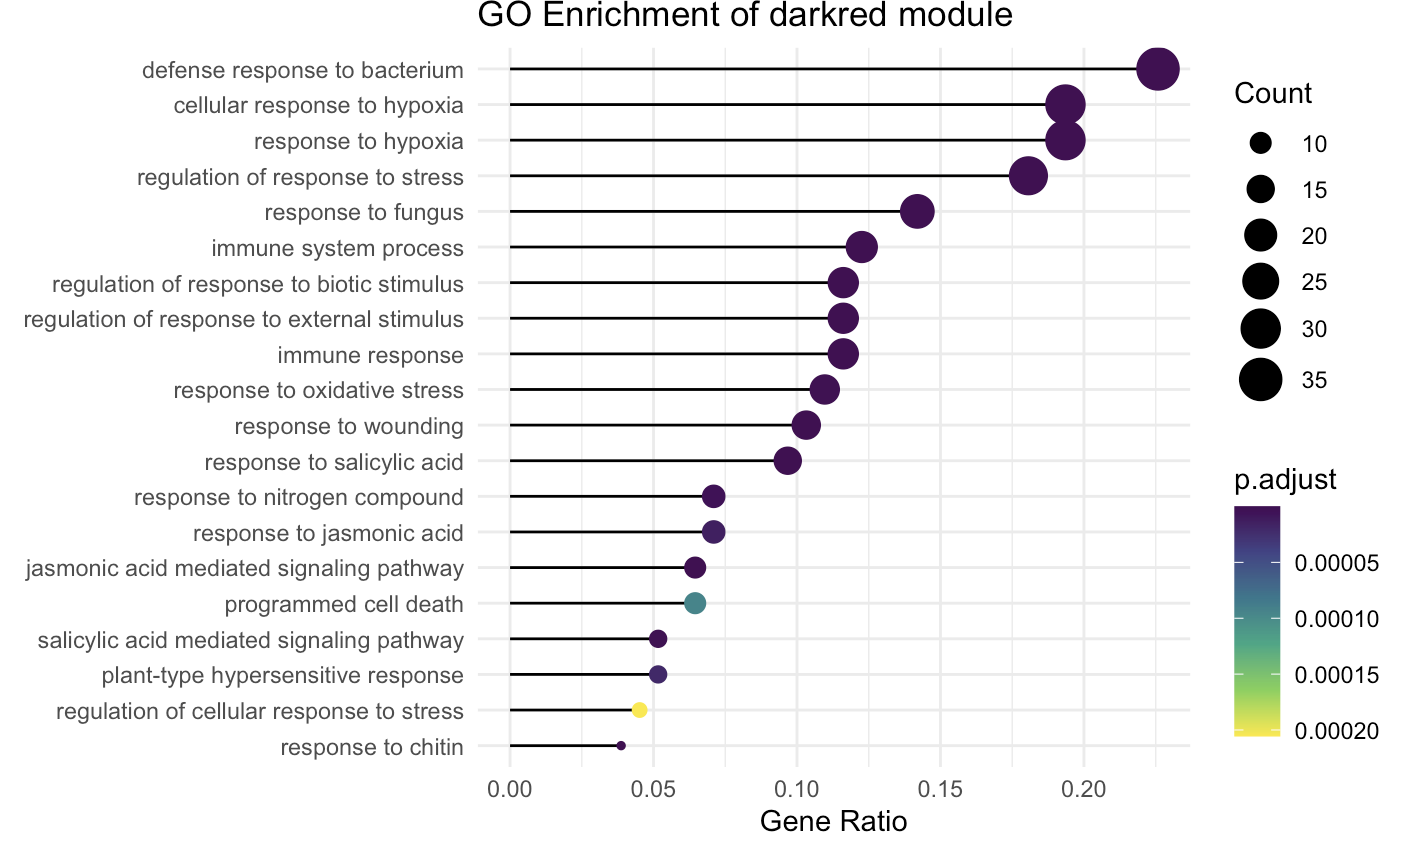 GO Enrichment of darkred module
defense response to bacterium
cellular response to hypoxia
response to hypoxia
regulation of response to stress
response to fungus
immune system process
regulation of response to biotic stimulus
regulation of response to external stimulus
immune response
response to oxidative stress
response to wounding
response to salicylic acid
response to nitrogen compound
response to jasmonic acid
jasmonic acid mediated signaling pathway
programmed cell death
salicylic acid mediated signaling pathway
plant-type hypersensitive response
regulation of cellular response to stress
response to chitin
0.00 0.05 0.10 0.15 0.20
Gene Ratio
Count
10
15
20
25
30
35
p.adjust
0.00005
0.00010
0.00015
0.00020